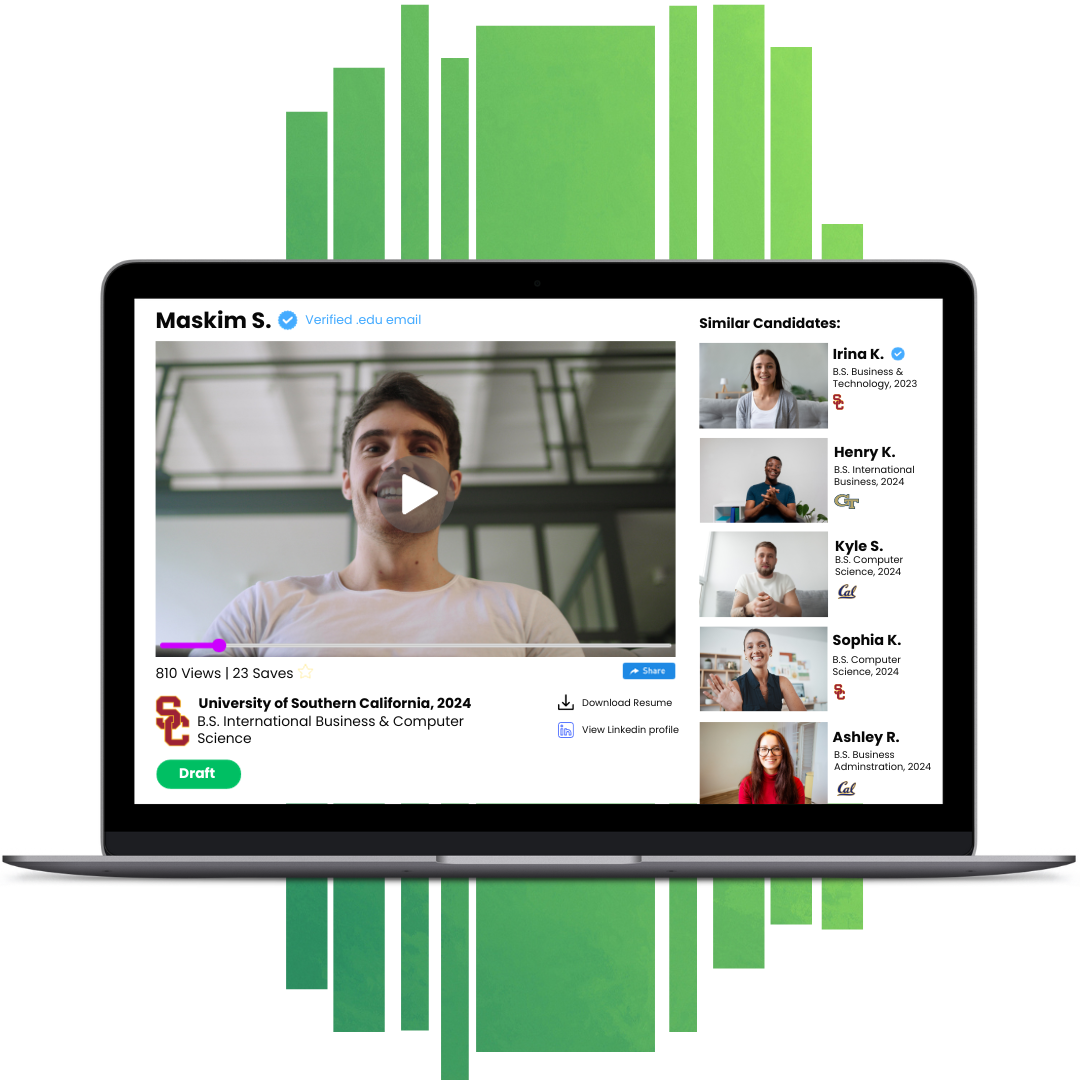 Maskim S.
Verified .edu email
810 Views | 23 Saves
Share
University of Southern California, 2024
B.S. International Business & Computer
Science
Download Resume
View Linkedin profile
in
SC
Draft
Similar Candidates:
Irina K.
B.S. Business &
Technology, 2023
SC
Henry K.
B.S. International
Business, 2024
GT
Kyle S.
B.S. Computer
Science, 2024
Cal
Sophia K.
B.S. Computer
Science, 2024
SC
Ashley R.
B.S. Business
Adminstration, 2024
Cal